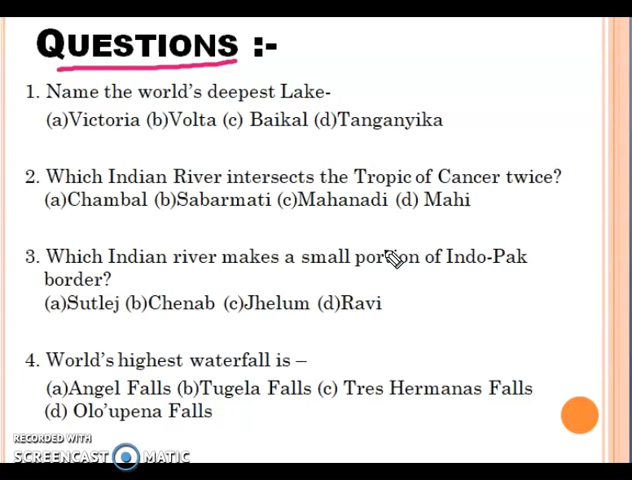 QUESTIONS :-
1. Name the world's deepest Lake-
(a)Victoria (b)Volta (c) Baikal (d)Tanganyika
2. Which Indian River intersects the Tropic of Cancer twice?
(a)Chambal (b)Sabarmati (c)Mahanadi (d) Mahi
3. Which Indian river makes a small portion of Indo-Pak
border?
(a)Sutlej (b)Chenab (c)Jhelum (d)Ravi
4. World's highest waterfall is –
(a)Angel Falls (b)Tugela Falls (c) Tres Hermanas Falls
(d) Olo'upena Falls
RECORDED WITH
SCREENCAST MATIC